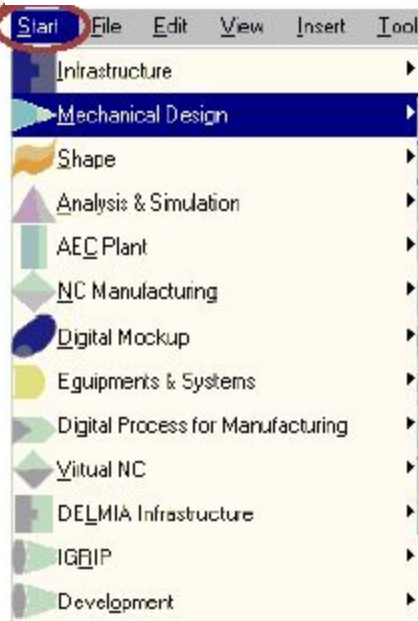 Start File Edit View Insert Tool
Infrastructure
Mechanical Design
Shape
Analysis & Simulation
AEC Plant
NC Manufacturing
Digital Mockup
Equipments & Systems
Digital Process for Manufacturing
Virtual NC
DELMIA Infrastructure
IGRIP
Development